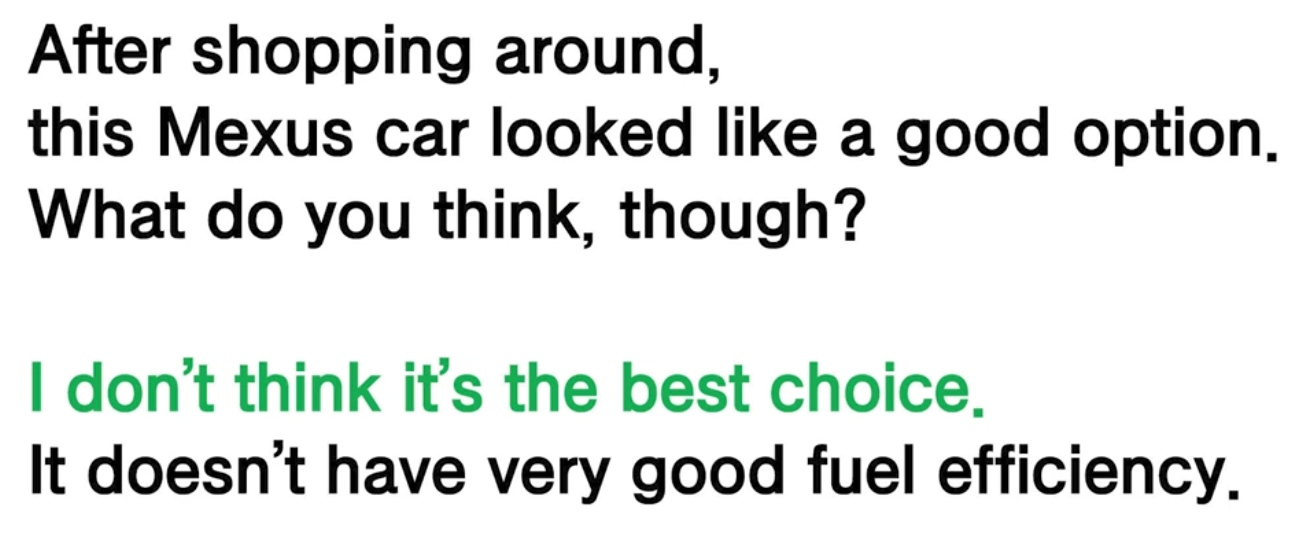 After shopping around,
this Mexus car looked like a good option.
What do you think, though?
I don't think it's the best choice.
It doesn't have very good fuel efficiency.